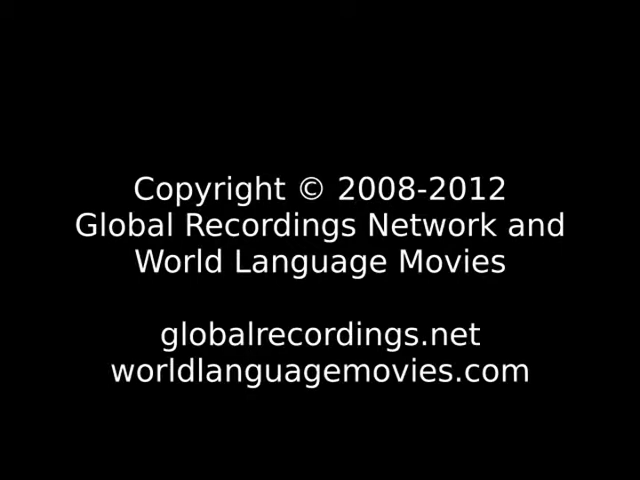 Copyright © 2008-2012
Global Recordings Network and
World Language Movies
globalrecordings.net
worldlanguagemovies.com